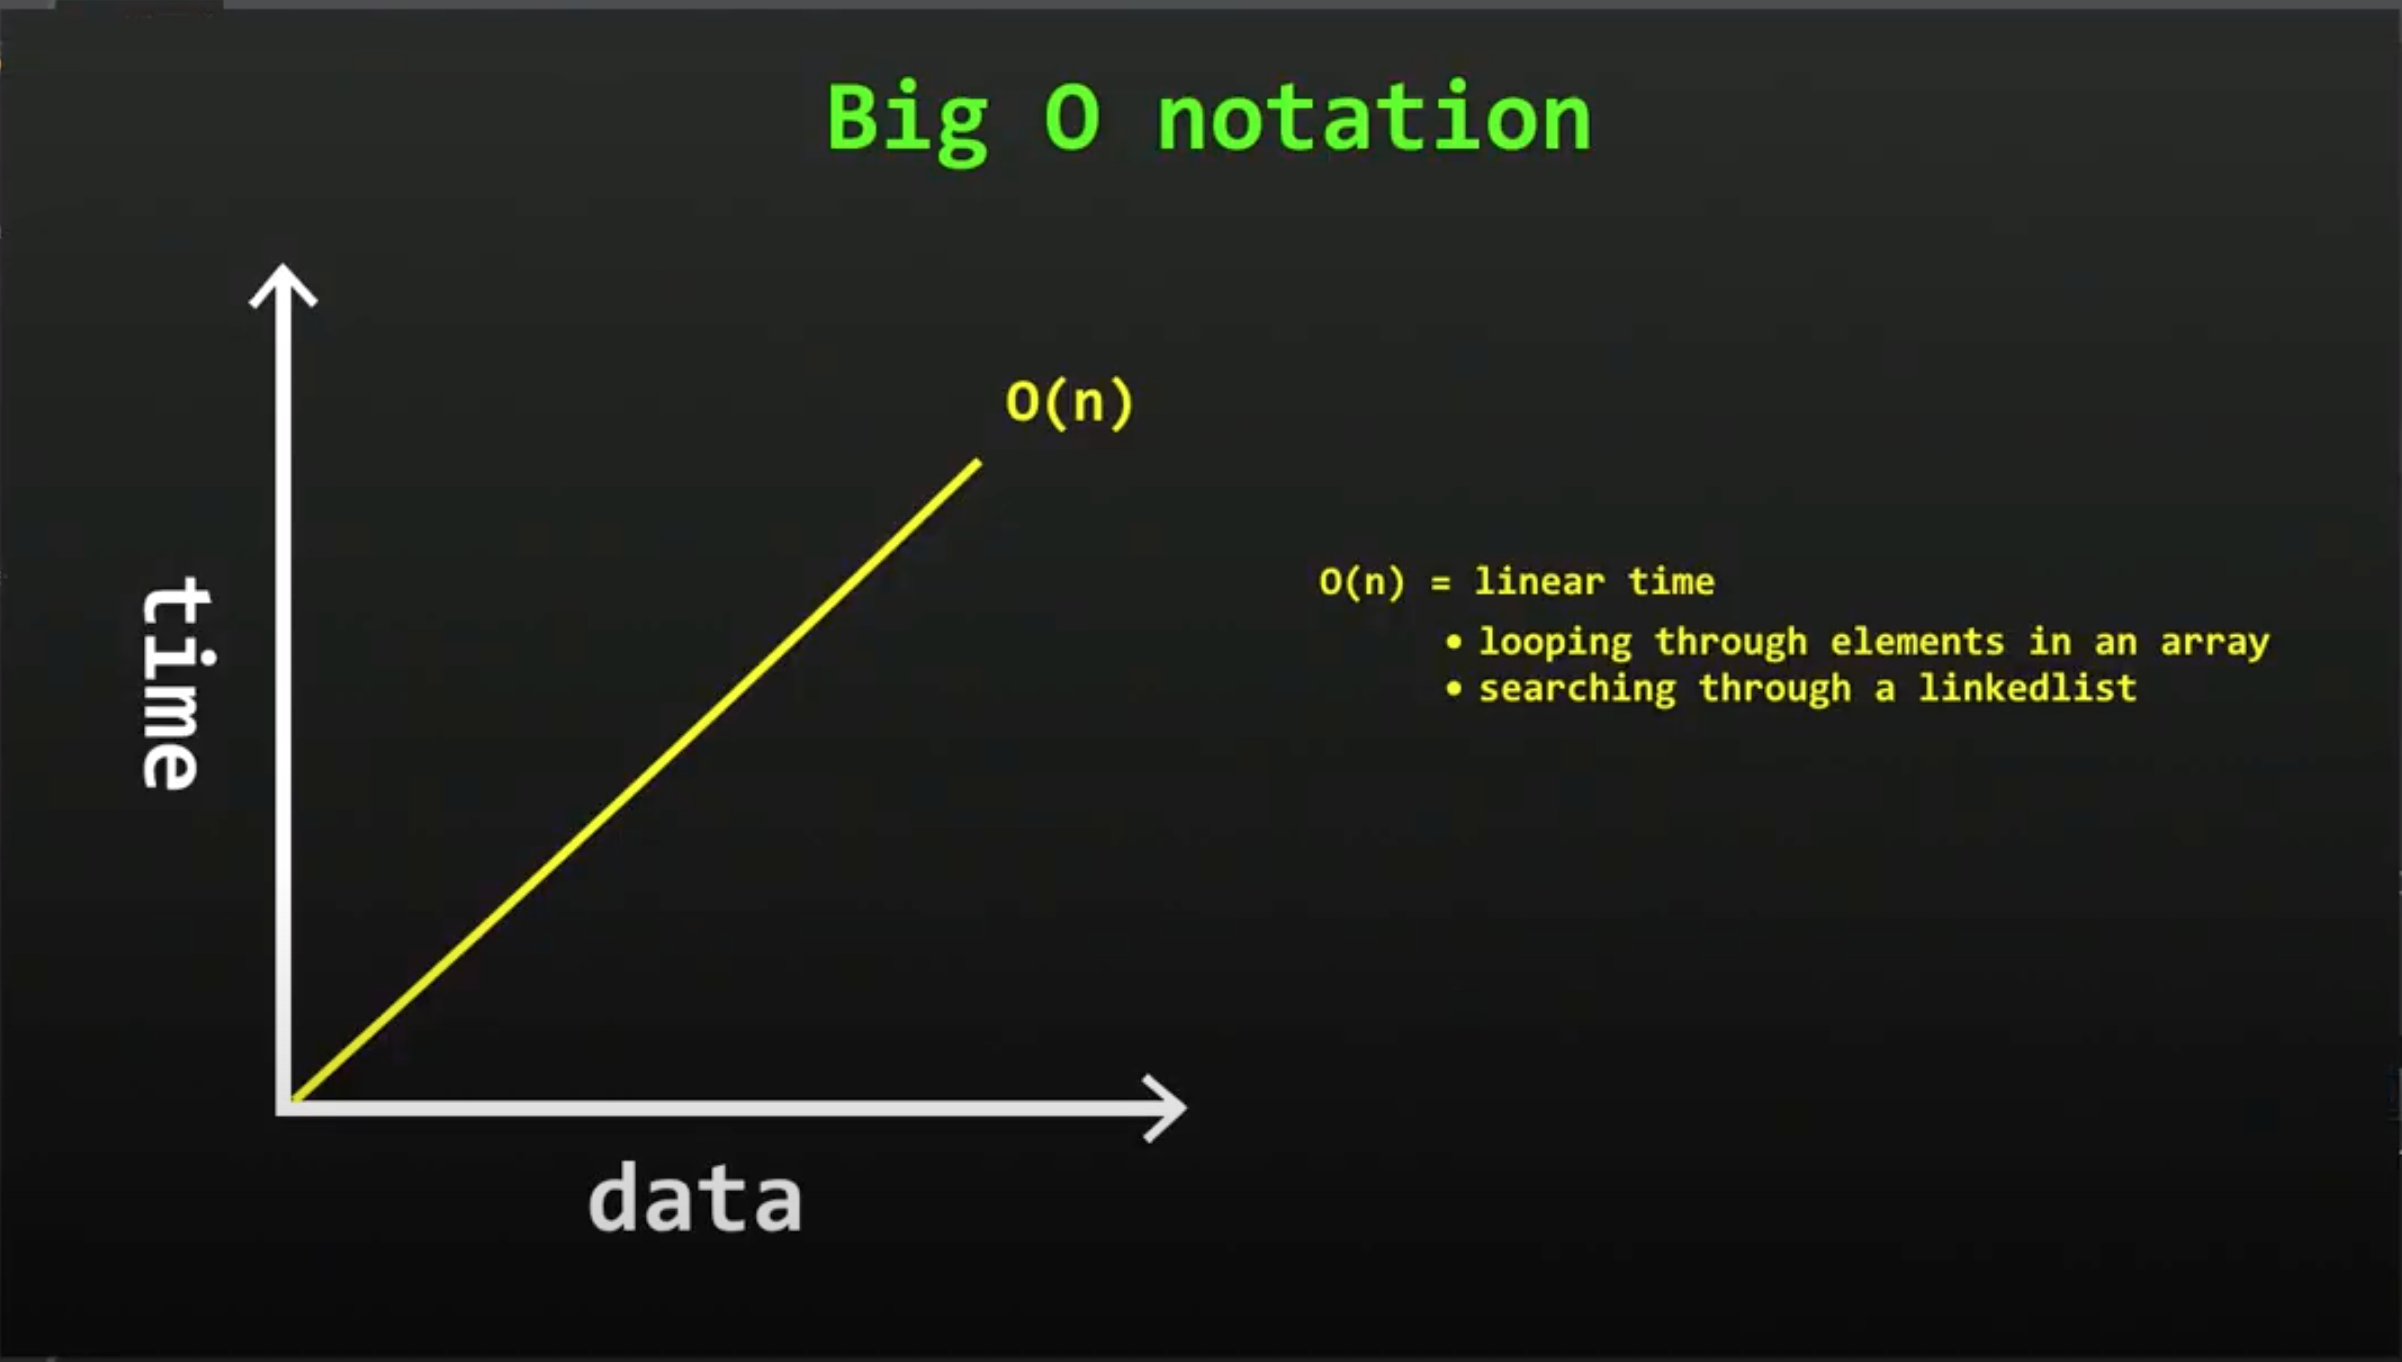 Big O notation
O(n)
time
O(n) = linear time
• looping through elements in an array
• searching through a linkedlist
data